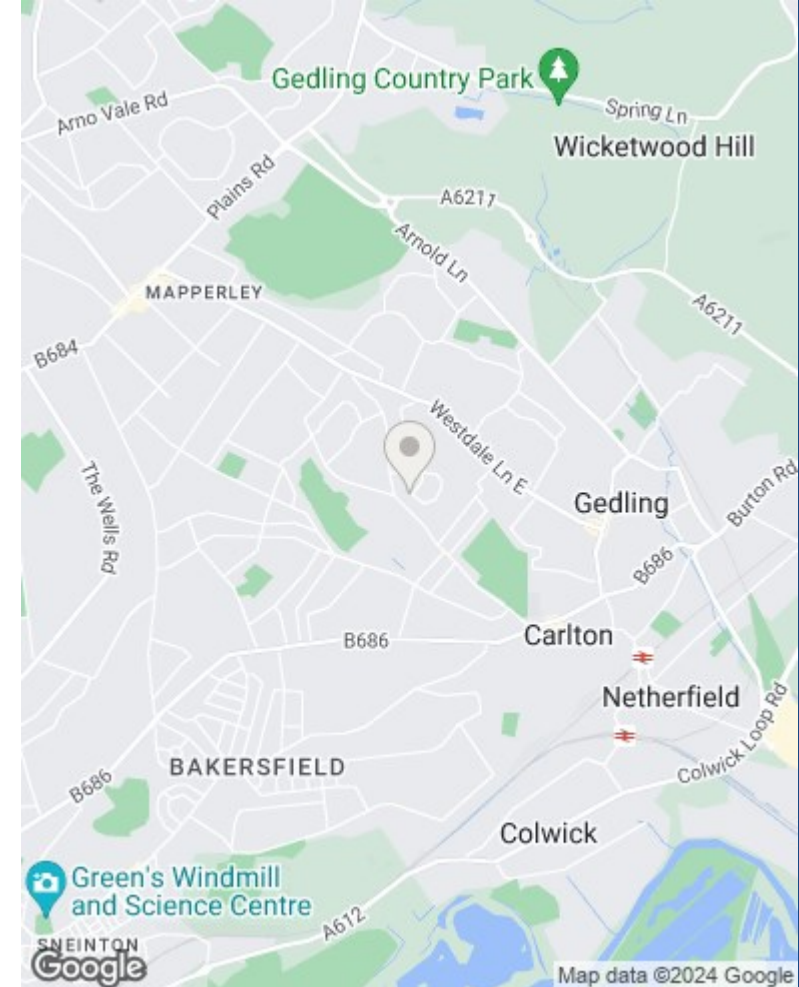 Gedling Country Park
Spring Ln
Arno Vale Rd
Wicketwood Hill
Plains Rd
A6211
Arnold Ln
MAPPERLEY
A6211
B684
Westdale Ln E
The Wells Rd
Burton Rd
Gedling
B686
Carlton
B686
Netherfield
Colwick Loop Rd
BAKERSFIELD
B686
Colwick
Green's Windmill
and Science Centre
A612
SNEINTON
Google
Map data ©2024 Google